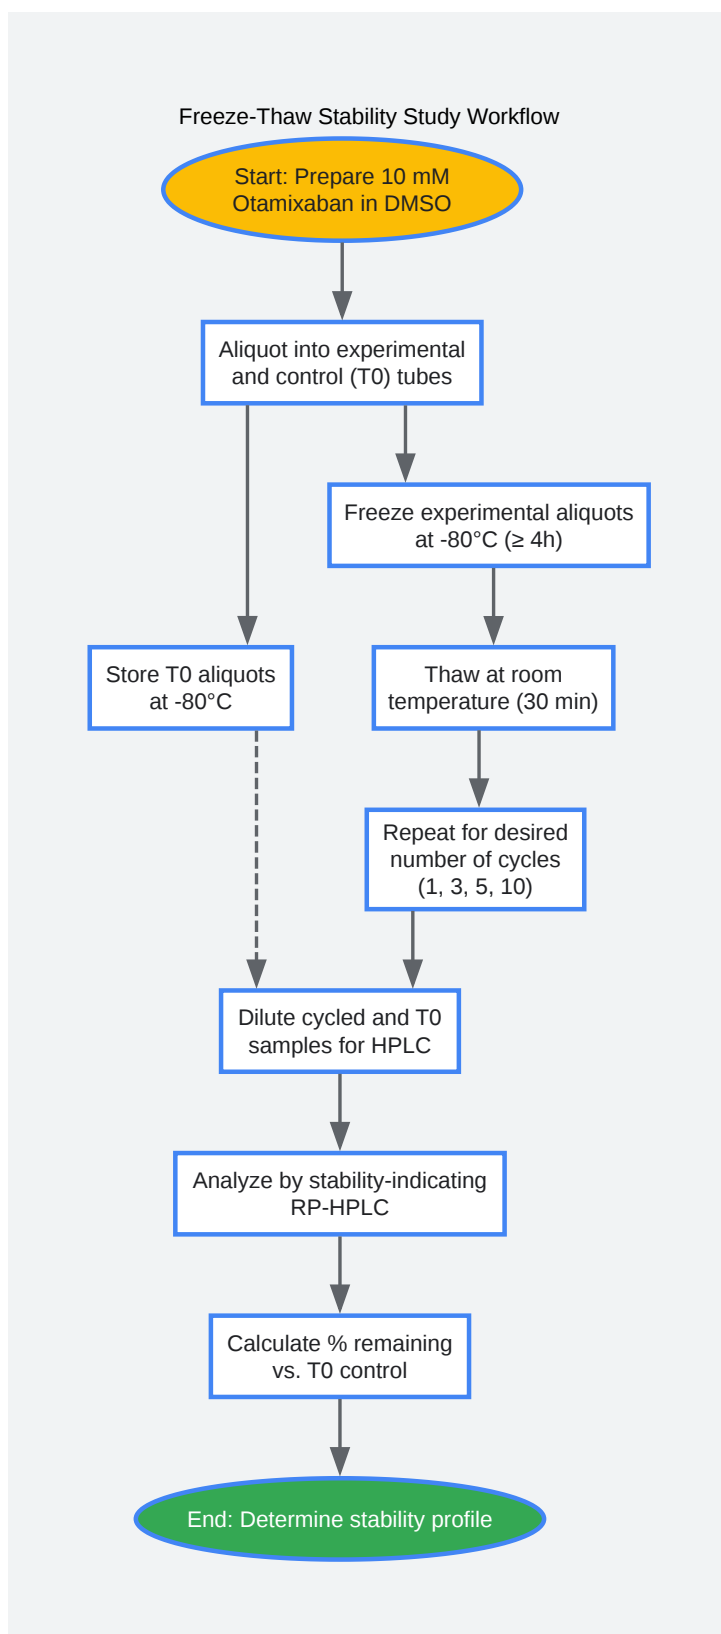 Freeze-Thaw Stability Study Workflow
Start: Prepare 10 mM
Otamixaban in DMSO
Aliquot into experimental
and control (T0) tubes
Freeze experimental aliquots
at -80°C (≥ 4h)
Store T0 aliquots
at -80°C
Thaw at room
temperature (30 min)
Repeat for desired
number of cycles
(1, 3, 5, 10)
Dilute cycled and T0
samples for HPLC
Analyze by stability-indicating
RP-HPLC
Calculate % remaining
vs. T0 control
End: Determine stability profile